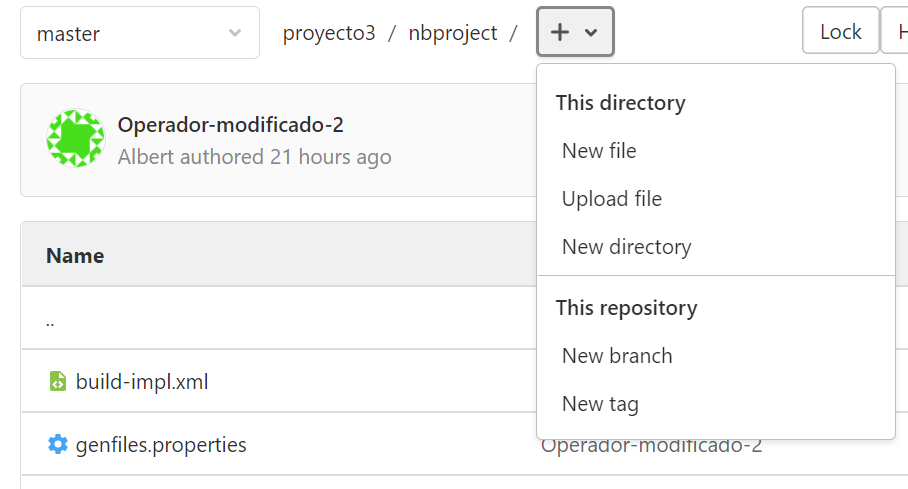 master
proyecto3 / nbproject /
Lock
Operador-modificado-2
Albert authored 21 hours ago
This directory
New file
Upload file
New directory
This repository
New branch
New tag
Name
..
build-impl.xml
genfiles.properties
Operador-modificado-2